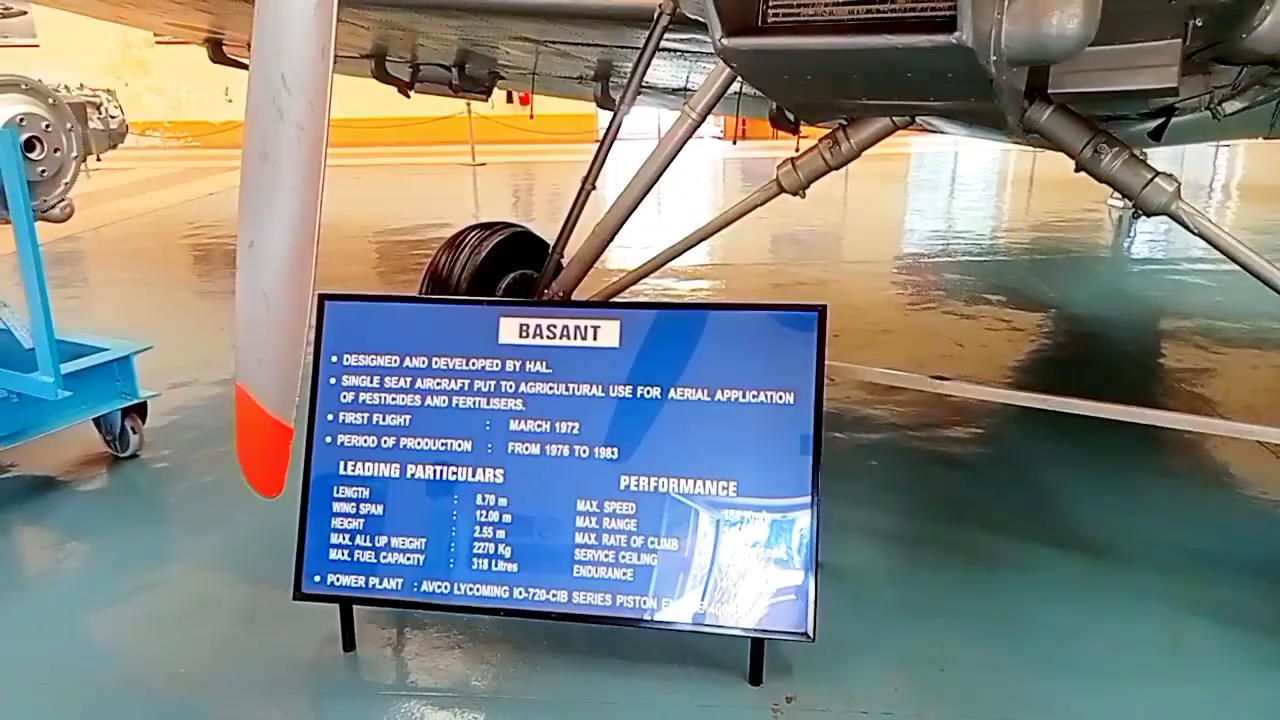 BASANT
• DESIGNED AND DEVELOPED BY HAL.
• SINGLE SEAT AIRCRAFT PUT TO AGRICULTURAL USE FOR AERIAL APPLICATION
OF PESTICIDES AND FERTILISERS.
• FIRST FLIGHT : MARCH 1972
• PERIOD OF PRODUCTION : FROM 1976 TO 1983
LEADING PARTICULARS
LENGTH : 8.70 m
WING SPAN : 12.00 m
HEIGHT : 2.55 m
MAX. ALL UP WEIGHT : 2270 Kg
MAX. FUEL CAPACITY : 318 Litres
PERFORMANCE
MAX. SPEED
MAX. RANGE
MAX. RATE OF CLIMB
SERVICE CEILING
ENDURANCE
• POWER PLANT : AVCO LYCOMING IO-720-CIB SERIES PISTON